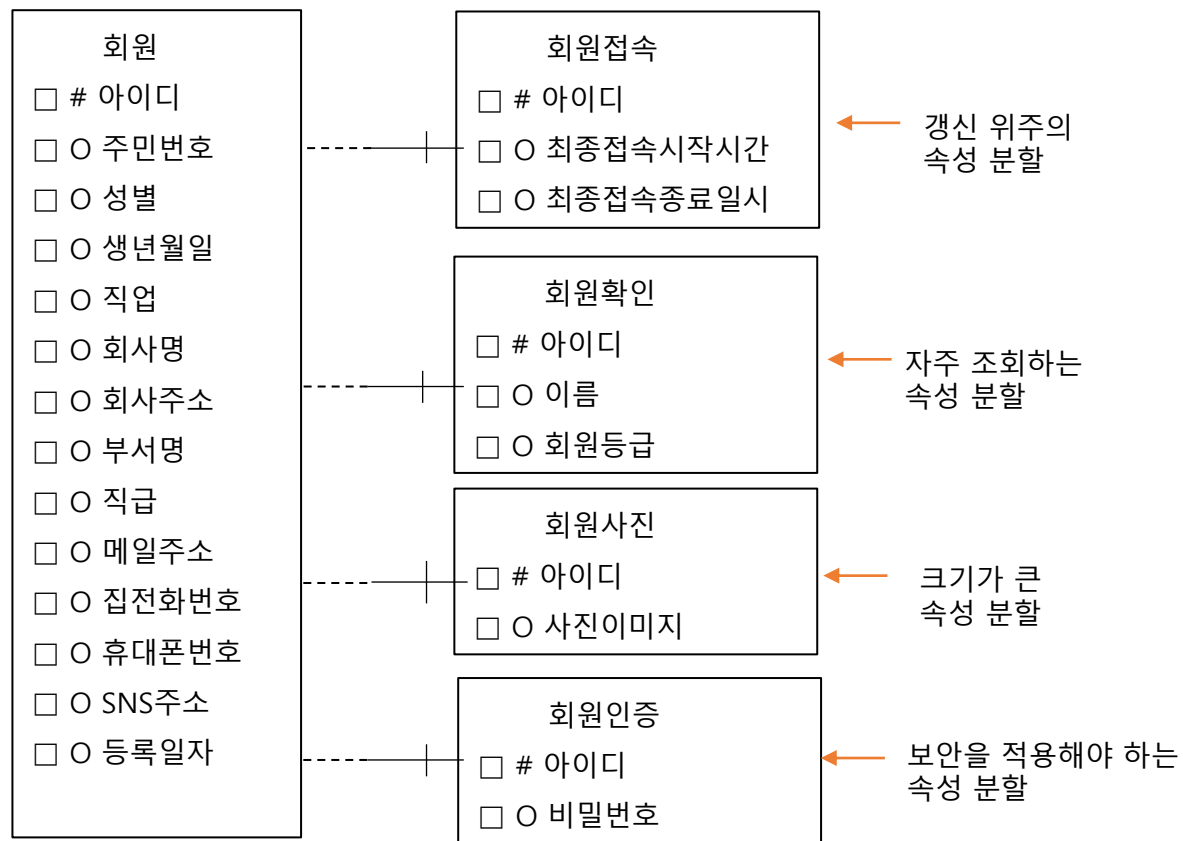 회원
□ # 아이디
□ O 주민번호
□ O 성별
□ O 생년월일
□ O 직업
□ O 회사명
□ O 회사주소
□ O 부서명
□ O 직급
□ O 메일주소
□ O 집전화번호
□ O 휴대폰번호
□ O SNS주소
□ O 등록일자
회원접속
□ # 아이디
□ O 최종접속시작시간
□ O 최종접속종료일시
갱신 위주의
속성 분할
회원확인
□ # 아이디
□ O 이름
□ O 회원등급
자주 조회하는
속성 분할
회원사진
□ # 아이디
□ O 사진이미지
크기가 큰
속성 분할
회원인증
□ # 아이디
□ O 비밀번호
보안을 적용해야 하는
속성 분할